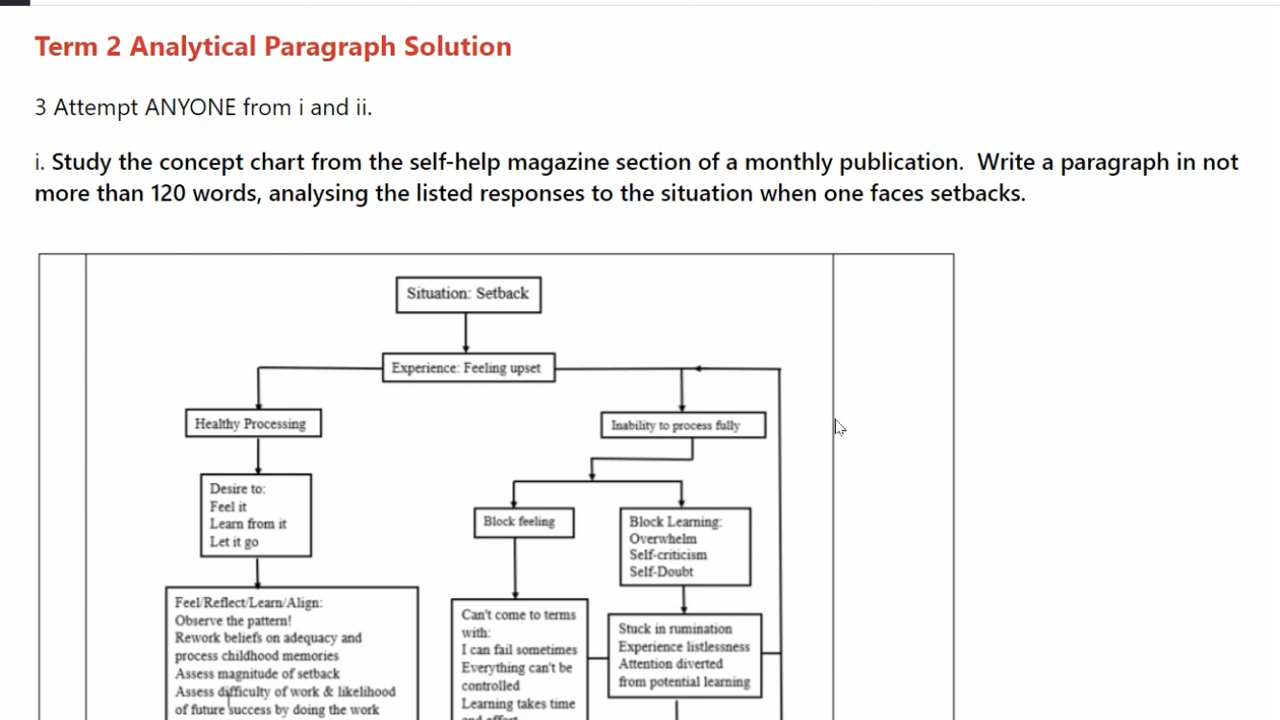 Term 2 Analytical Paragraph Solution
3 Attempt ANYONE from i and ii.
i. Study the concept chart from the self-help magazine section of a monthly publication.  Write a paragraph in not
more than 120 words, analysing the listed responses to the situation when one faces setbacks.
Situation: Setback
Experience: Feeling upset
Healthy Processing
Inability to process fully
Desire to:
Feel it
Learn from it
Let it go
Block feeling
Block Learning:
Overwhelm
Self-criticism
Self-Doubt
Feel/Reflect/Learn/Align:
Observe the pattern!
Rework beliefs on adequacy and
process childhood memories
Assess magnitude of setback
Assess difficulty of work & likelihood
of future success by doing the work
Can't come to terms
with:
I can fail sometimes
Everything can't be
controlled
Learning takes time
and effort
Stuck in rumination
Experience listlessness
Attention diverted
from potential learning